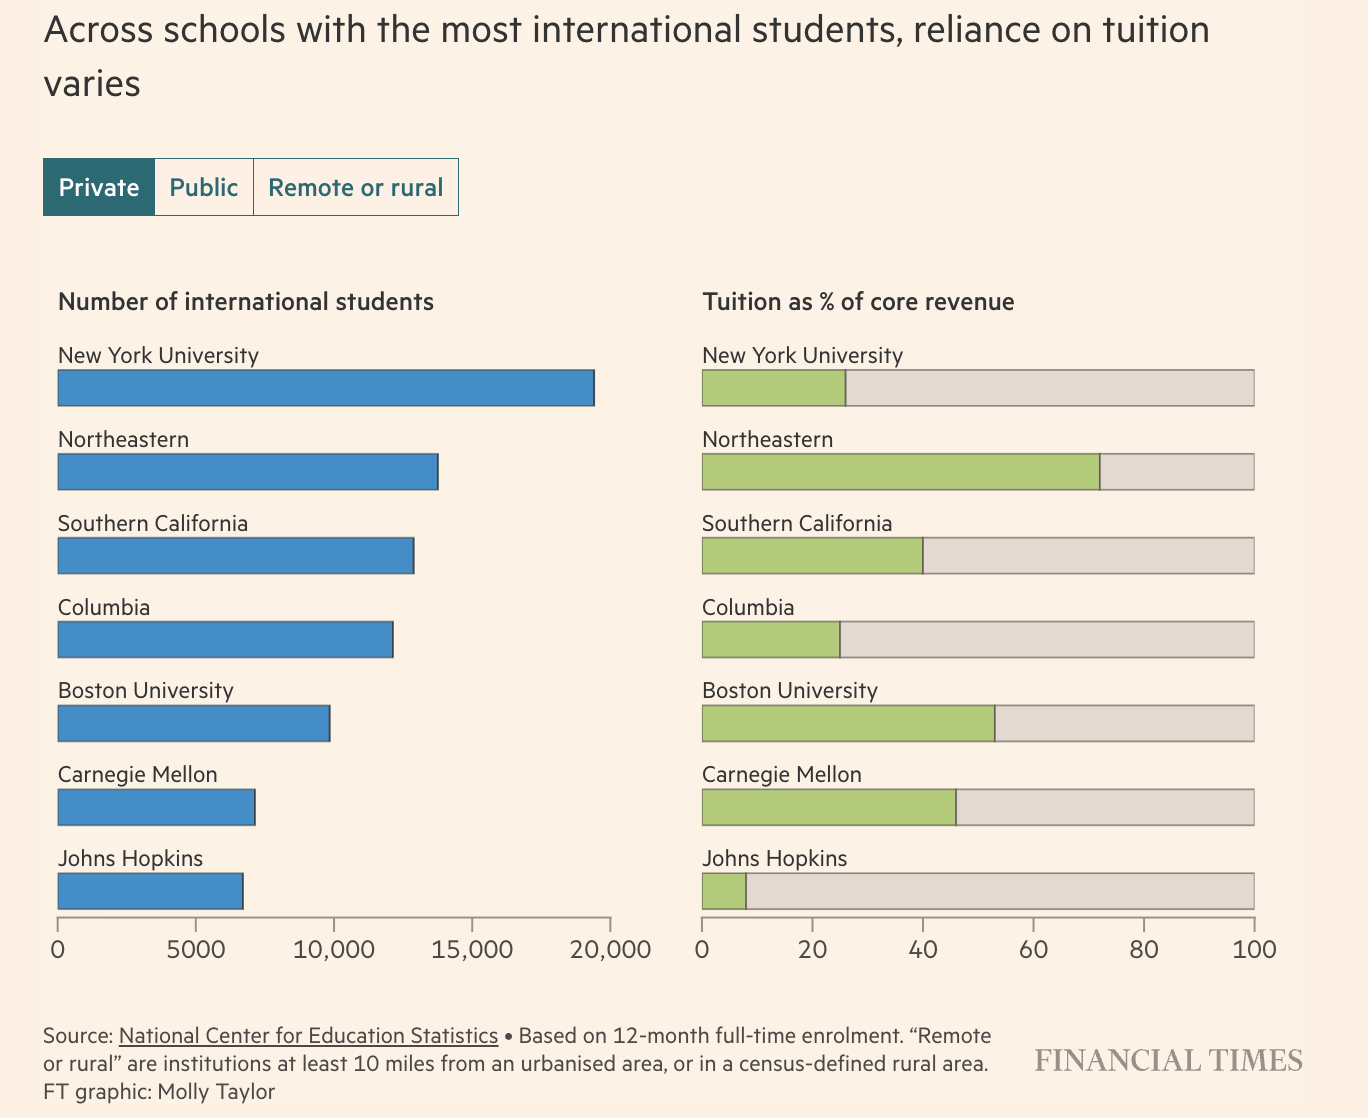 Across schools with the most international students, reliance on tuition
varies
Private
Public
Remote or rural
Number of international students
New York University
Northeastern
Southern California
Columbia
Boston University
Carnegie Mellon
Johns Hopkins
0
5000
10,000
15,000
20,000
Tuition as % of core revenue
New York University
Northeastern
Southern California
Columbia
Boston University
Carnegie Mellon
Johns Hopkins
0
20
40
60
80
100
Source: National Center for Education Statistics • Based on 12-month full-time enrolment. “Remote
or rural” are institutions at least 10 miles from an urbanised area, or in a census-defined rural area.
FT graphic: Molly Taylor
FINANCIAL TIMES